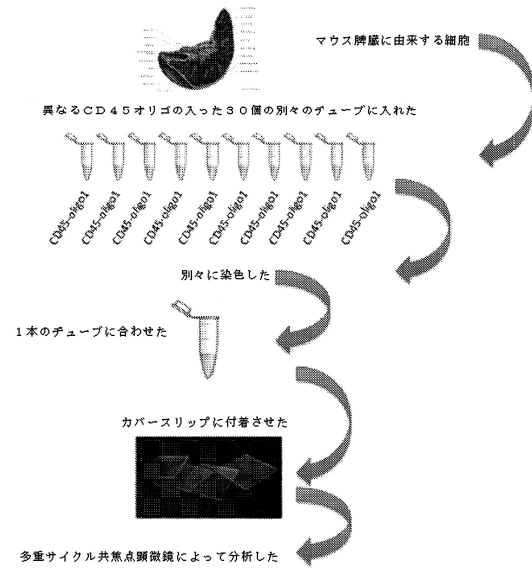 マウス脾臓に由来する細胞
異なるCD45オリゴの入った30個の別々のチューブに入れた
CD45-oligo1 CD45-oligo1 CD45-oligo1 CD45-oligo1 CD45-oligo1 CD45-oligo1 CD45-oligo1 CD45-oligo1 CD45-oligo1 CD45-oligo1
別々に染色した
1本のチューブに合わせた
カバースリップに付着させた
多重サイクル共焦点顕微鏡によって分析した